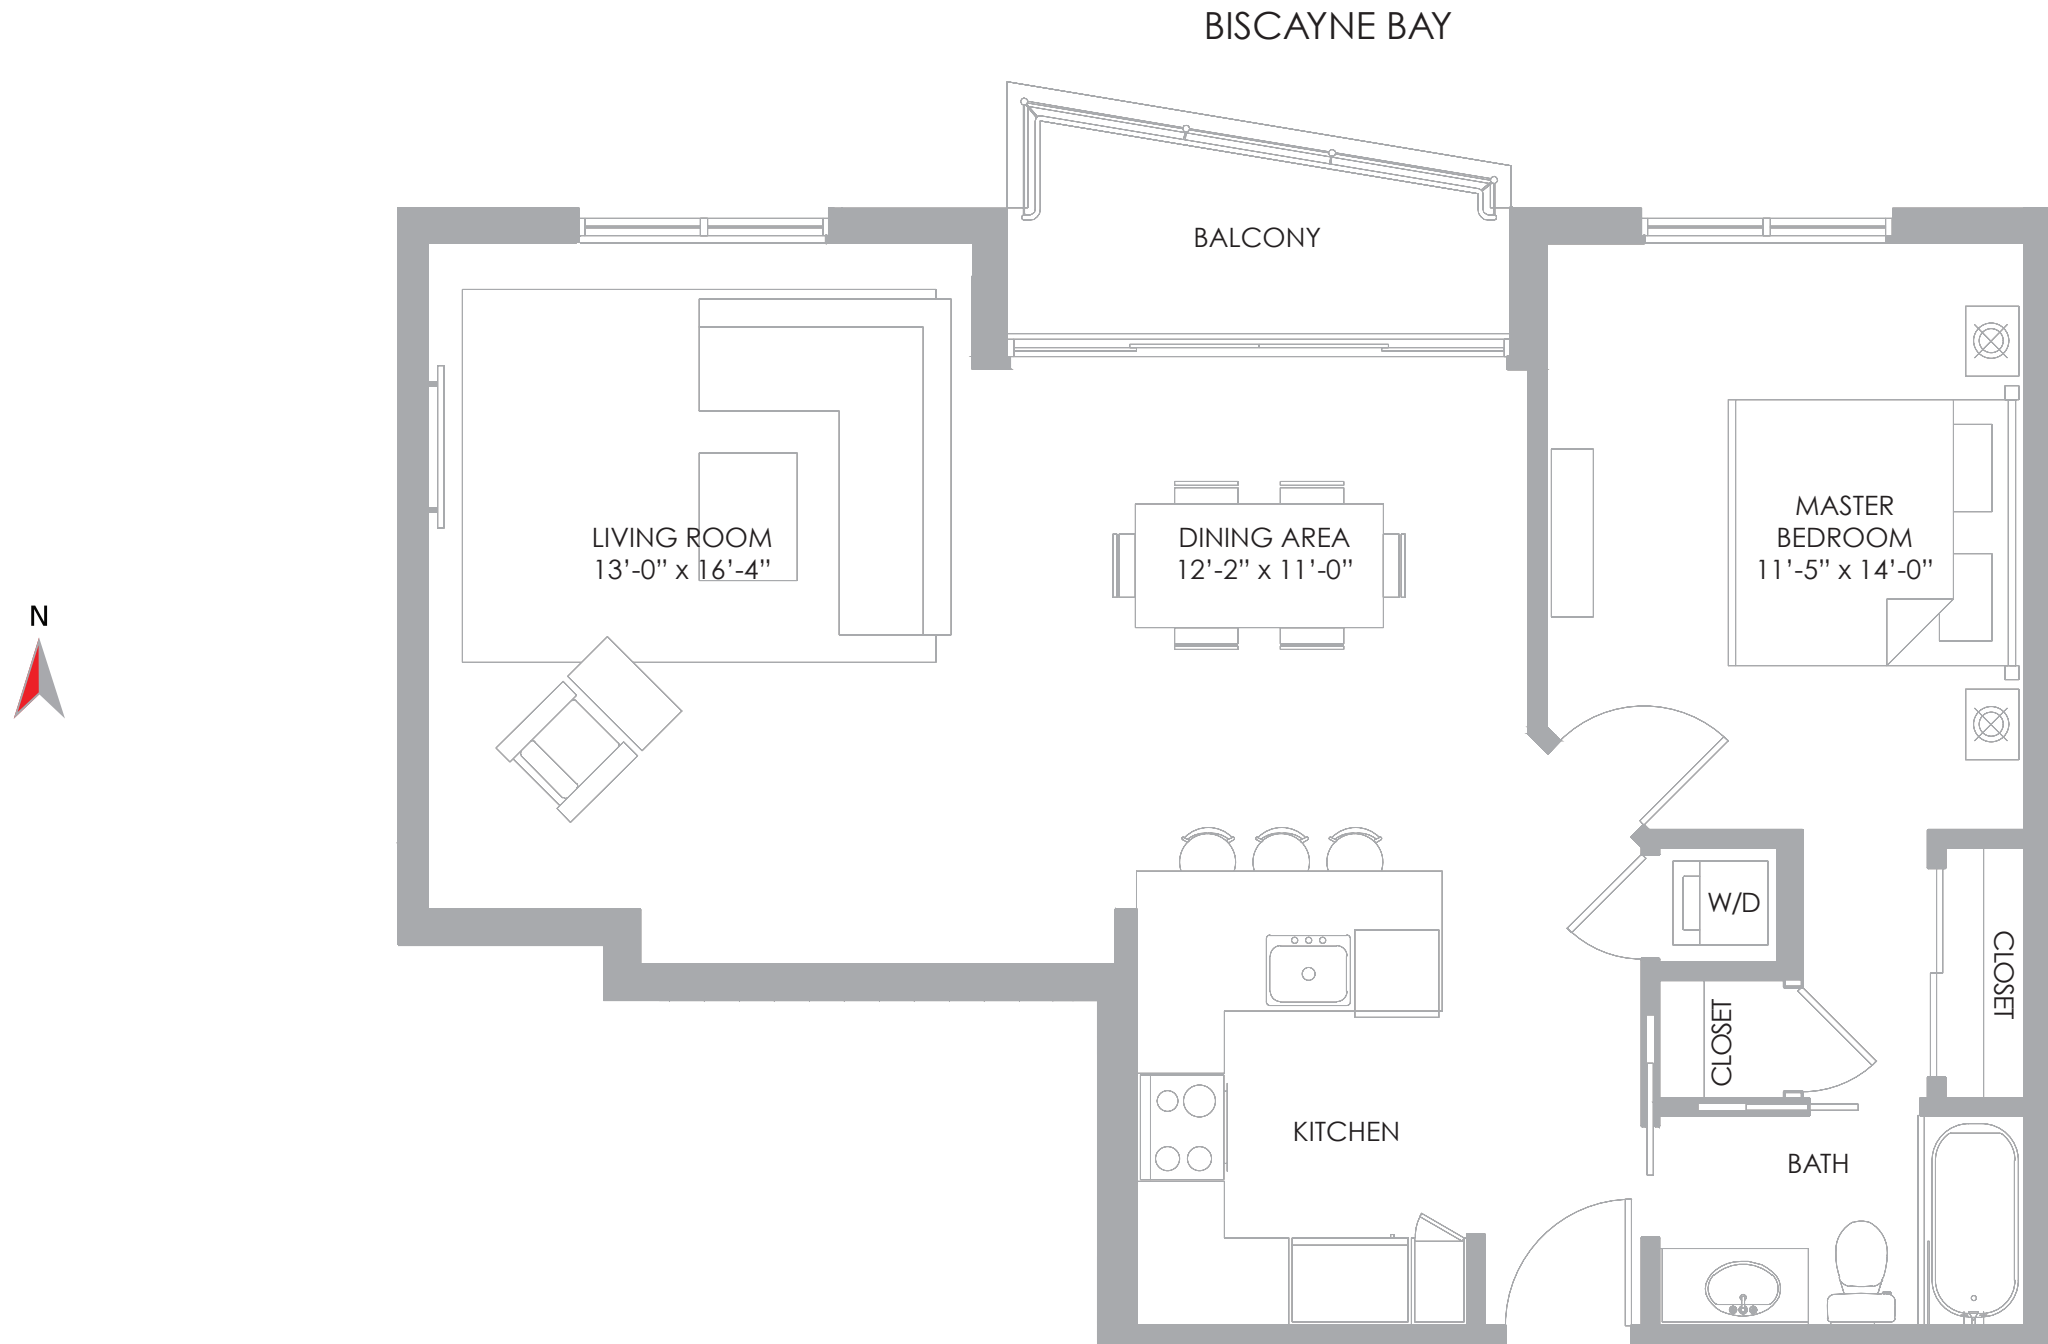 BISCAYNE BAY
BALCONY
LIVING ROOM
13’-0” x 16’-4”
DINING AREA
12’-2” x 11’-0”
MASTER
BEDROOM
11’-5” x 14’-0”
N
W/D
CLOSET
CLOSET
KITCHEN
BATH